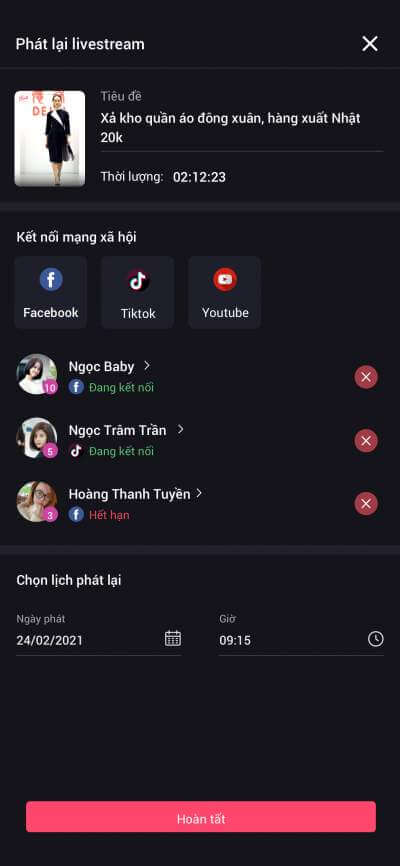 Phát lại livestream
Tiêu đề
Xả kho quần áo đông xuân, hàng xuất Nhật
20k
Thời lượng: 02:12:23
Kết nối mạng xã hội
Facebook
Tiktok
Youtube
Ngọc Baby
10
Đang kết nối
Ngọc Trâm Trần
5
Đang kết nối
Hoàng Thanh Tuyền
3
Hết hạn
Chọn lịch phát lại
Ngày phát
Giờ
24/02/2021
09:15
Hoàn tất